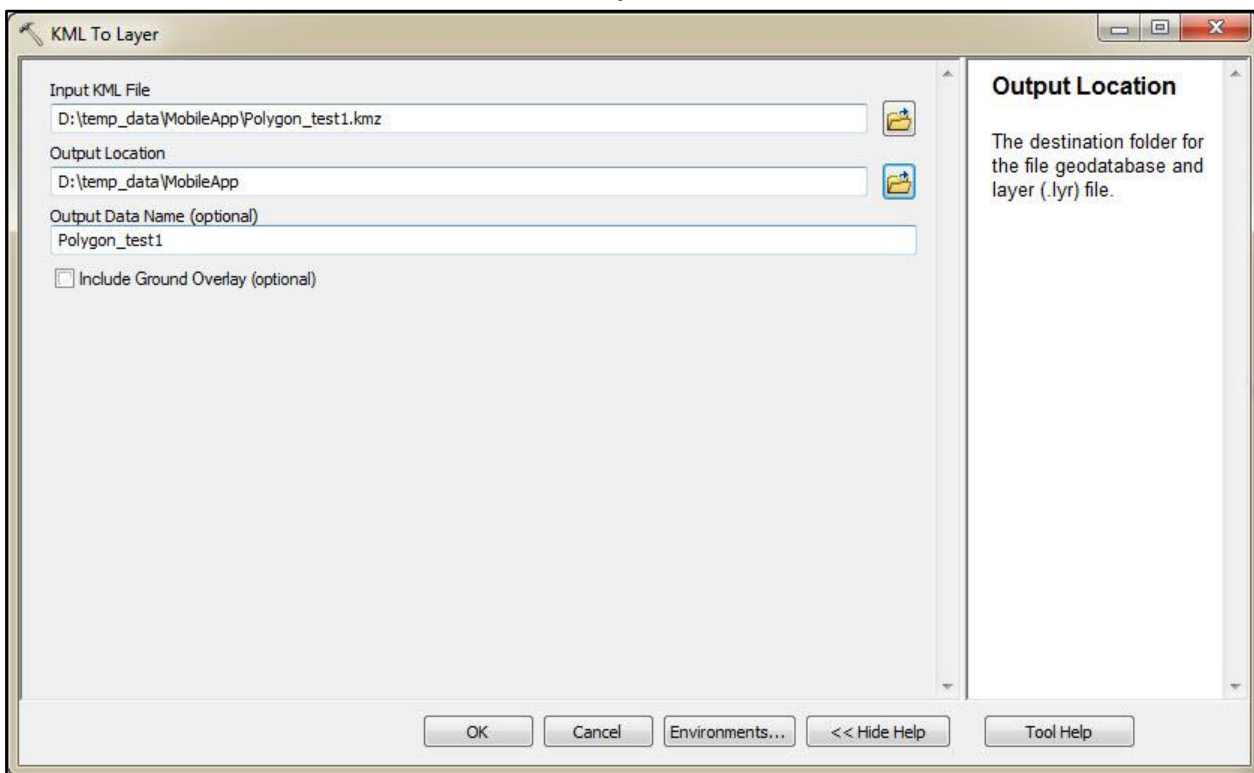 KML To Layer
Input KML File
D:\temp_data\MobileApp\Polygon_test1.kmz
Output Location
D:\temp_data\MobileApp
Output Data Name (optional)
Polygon_test1
Include Ground Overlay (optional)
OK Cancel Environments... << Hide Help
Output Location
The destination folder for
the file geodatabase and
layer (.lyr) file.
Tool Help